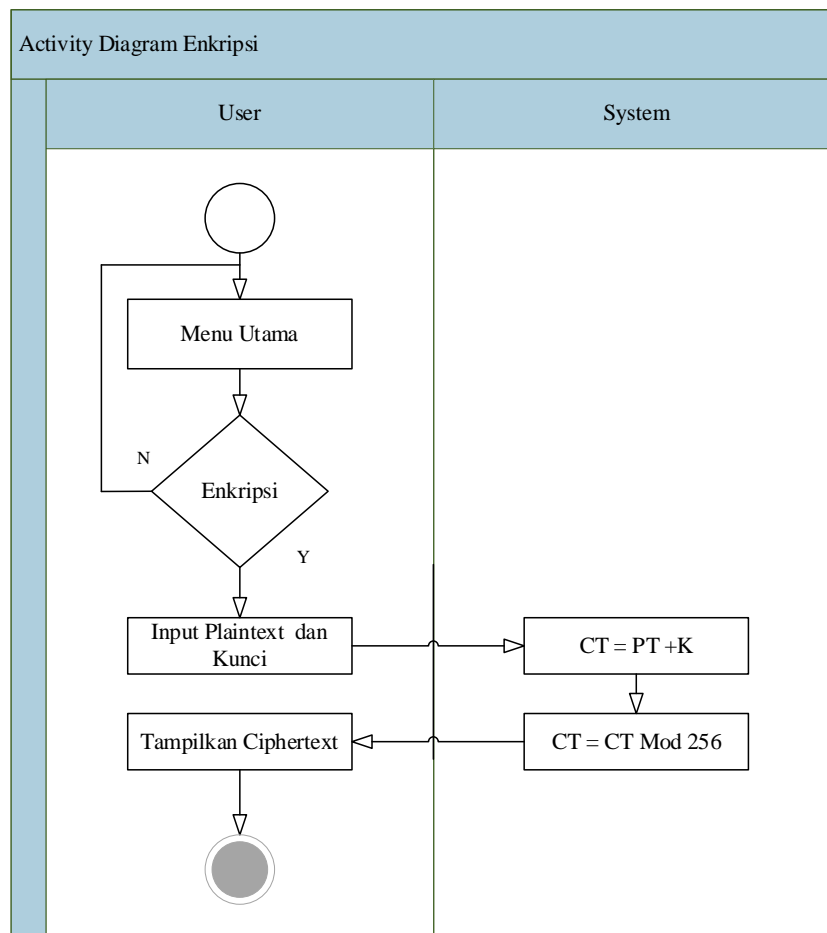 Activity Diagram Enkripsi
User
System
Menu Utama
N
Enkripsi
Y
Input Plaintext dan
Kunci
CT = PT +K
Tampilkan Ciphertext
CT = CT Mod 256